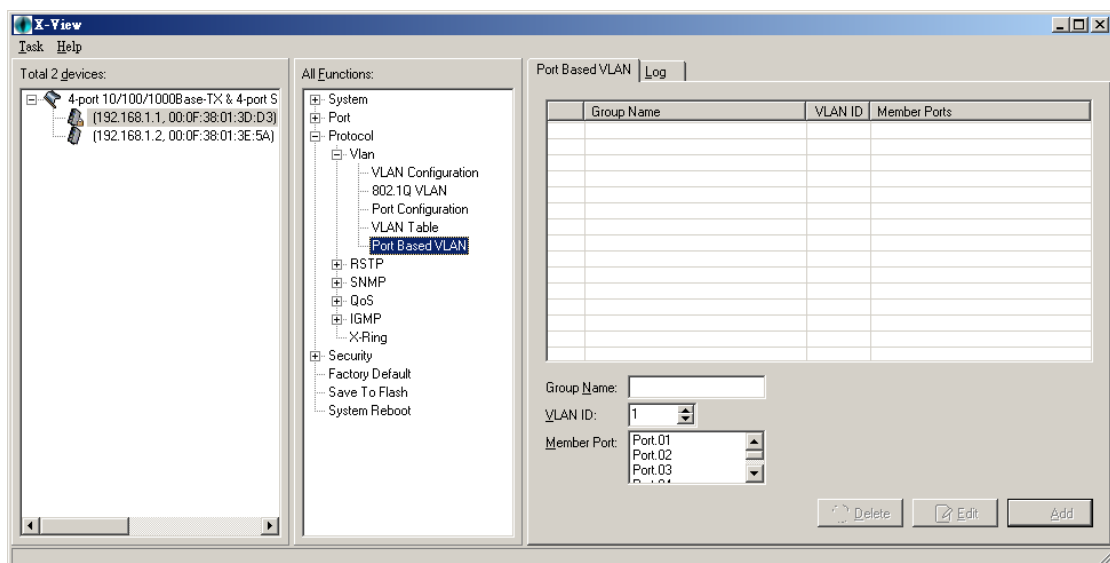 X-View
Task Help
Total 2 devices:
4-port 10/100/1000Base-TX & 4-port S
(192.168.1.1, 00:0F:38:01:3D:D3)
(192.168.1.2, 00:0F:38:01:3E:5A)
All Functions:
System
Port
Protocol
Vlan
VLAN Configuration
802.1Q VLAN
Port Configuration
VLAN Table
Port Based VLAN
RSTP
SNMP
QoS
IGMP
X-Ring
Security
Factory Default
Save To Flash
System Reboot
Port Based VLAN Log
Group Name VLAN ID Member Ports
Group Name:
VLAN ID: 1
Member Port: Port.01
Port.02
Port.03
Delete Edit Add